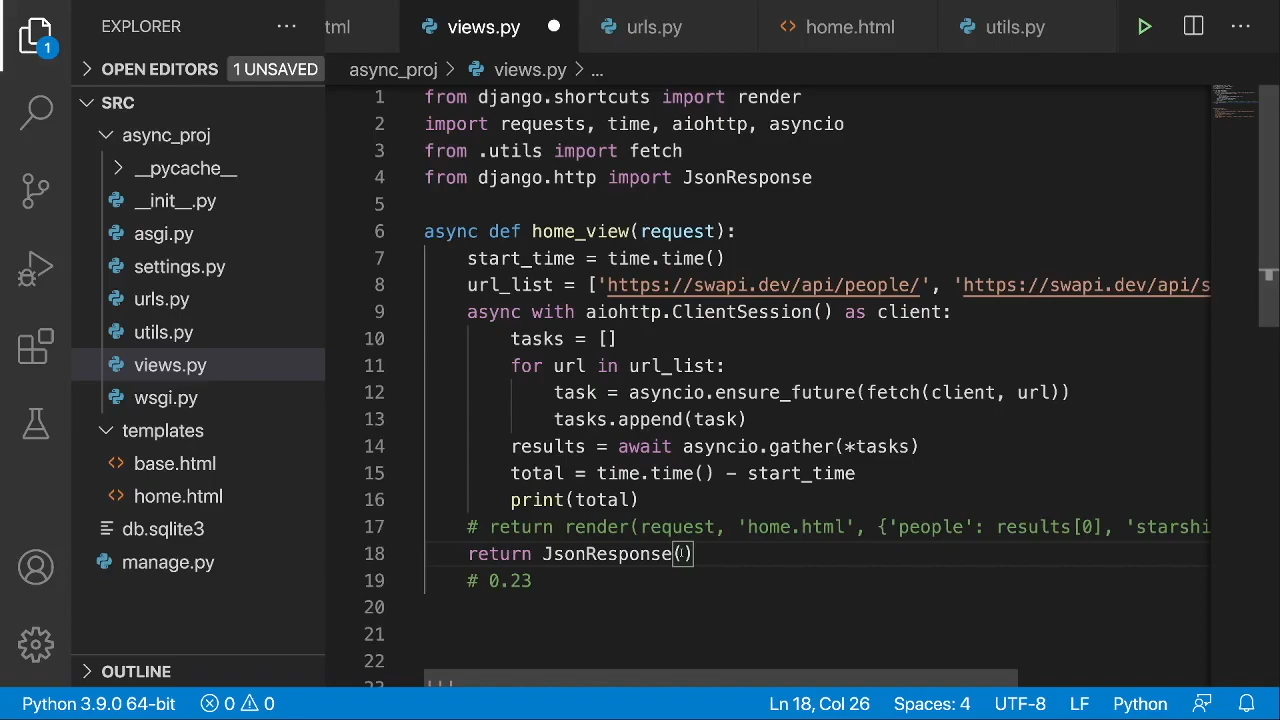 EXPLORER
···
tml
views.py
urls.py
home.html
utils.py
···
1
OPEN EDITORS 1 UNSAVED
async_proj > views.py > ...
SRC
async_proj
__pycache__
__init__.py
asgi.py
settings.py
urls.py
utils.py
views.py
wsgi.py
templates
base.html
home.html
db.sqlite3
manage.py
OUTLINE
1 from django.shortcuts import render
2 import requests, time, aiohttp, asyncio
3 from .utils import fetch
4 from django.http import JsonResponse
5
6 async def home_view(request):
7 start_time = time.time()
8 url_list = ['https://swapi.dev/api/people/', 'https://swapi.dev/api/s
9 async with aiohttp.ClientSession() as client:
10 tasks = []
11 for url in url_list:
12 task = asyncio.ensure_future(fetch(client, url))
13 tasks.append(task)
14 results = await asyncio.gather(*tasks)
15 total = time.time() - start_time
16 print(total)
17 # return render(request, 'home.html', {'people': results[0], 'starshi
18 return JsonResponse()
19 # 0.23
20
21
22
23 '''
Python 3.9.0 64-bit 0 0 Ln 18, Col 26 Spaces: 4 UTF-8 LF Python